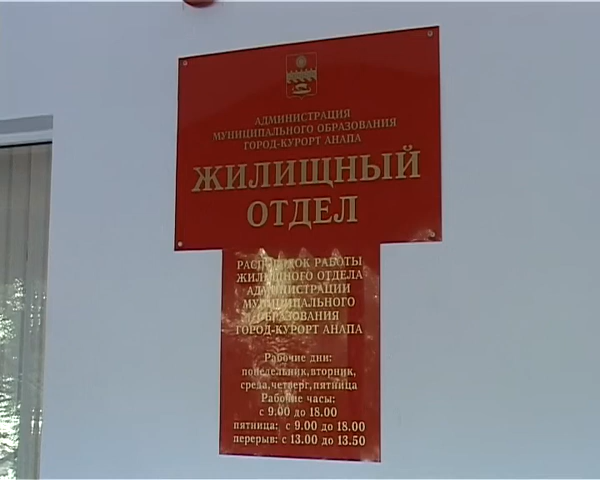 АДМИНИСТРАЦИЯ
МУНИЦИПАЛЬНОГО ОБРАЗОВАНИЯ
ГОРОД-КУРОРТ АНАПА
ЖИЛИЩНЫЙ
ОТДЕЛ
РАСПОРЯДОК РАБОТЫ
ЖИЛИЩНОГО ОТДЕЛА
АДМИНИСТРАЦИИ
МУНИЦИПАЛЬНОГО
ОБРАЗОВАНИЯ
ГОРОД-КУРОРТ АНАПА
Рабочие дни:
понедельник,вторник,
среда,четверг,пятница
Рабочие часы:
с 9.00 до 18.00
пятница: с 9.00 до 18.00
перерыв: с 13.00 до 13.50